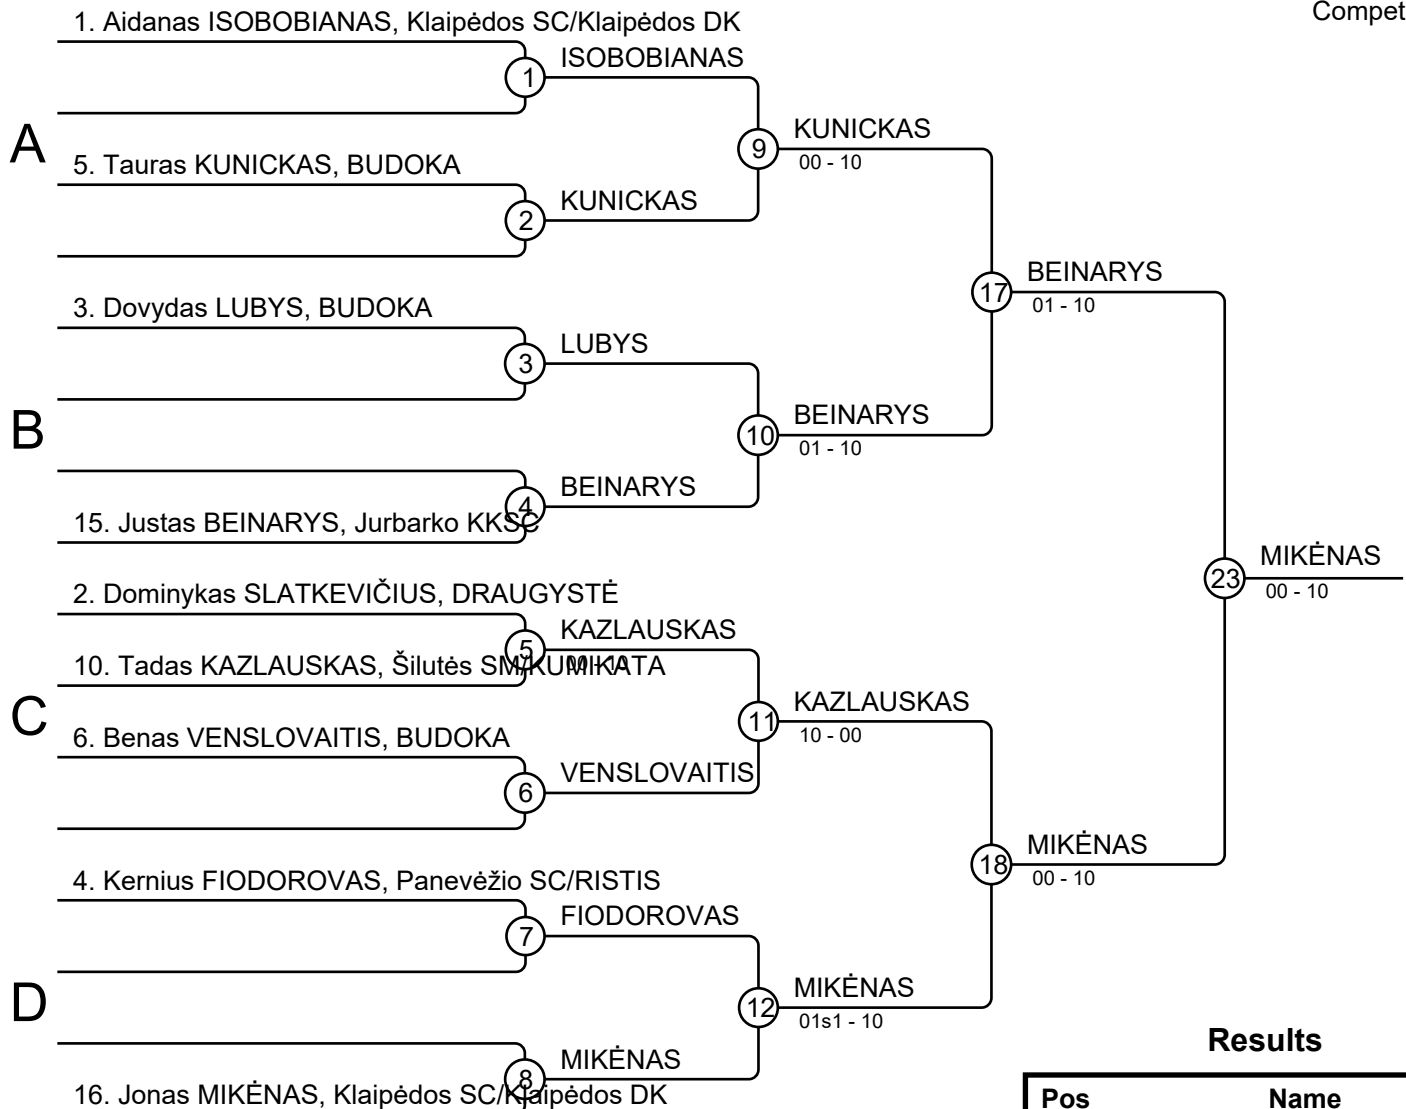 Compet
1. Aidanas ISOBOBIANAS, Klaipėdos SC/Klaipėdos DK
ISOBOBIANAS
1
A
KUNICKAS
9
00 - 10
5. Tauras KUNICKAS, BUDOKA
KUNICKAS
2
BEINARYS
17
01 - 10
3. Dovydas LUBYS, BUDOKA
LUBYS
3
B
BEINARYS
10
01 - 10
BEINARYS
4
15. Justas BEINARYS, Jurbarko KKSC
MIKĖNAS
23
00 - 10
2. Dominykas SLATKEVIČIUS, DRAUGYSTĖ
KAZLAUSKAS
5
00 - 10
10. Tadas KAZLAUSKAS, Šilutės SM/KUMIKATA
C
KAZLAUSKAS
11
10 - 00
6. Benas VENSLOVAITIS, BUDOKA
VENSLOVAITIS
6
MIKĖNAS
18
00 - 10
4. Kernius FIODOROVAS, Panevėžio SC/RISTIS
FIODOROVAS
7
D
MIKĖNAS
12
01s1 - 10
MIKĖNAS
8
16. Jonas MIKĖNAS, Klaipėdos SC/Klaipėdos DK
Results
Pos Name